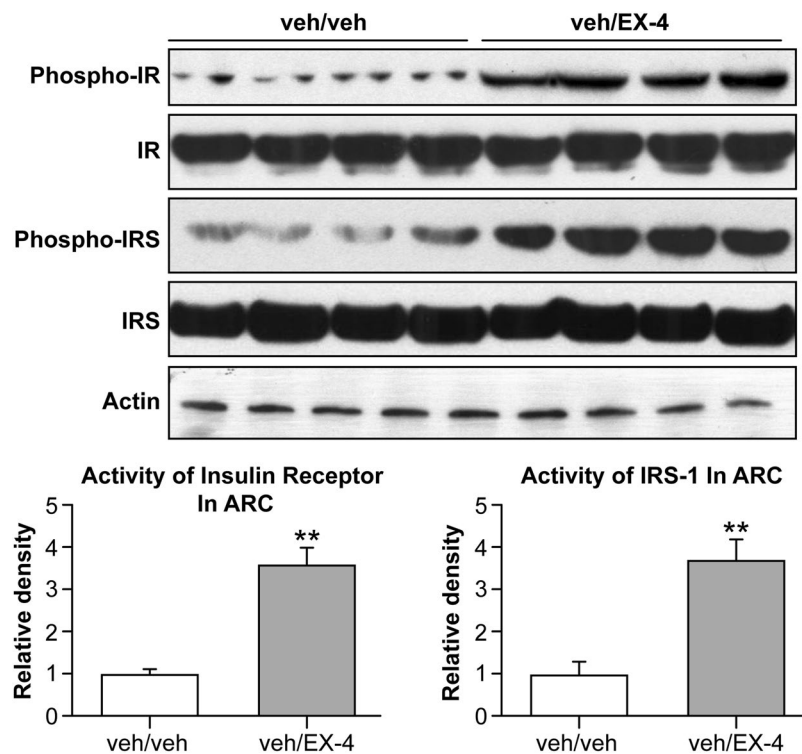 veh/veh veh/EX-4
Phospho-IR
IR
Phospho-IRS
IRS
Actin
Activity of Insulin Receptor
In ARC
Relative density
5
4
3
2
1
0
**
veh/veh veh/EX-4
Activity of IRS-1 In ARC
Relative density
5
4
3
2
1
0
**
veh/veh veh/EX-4